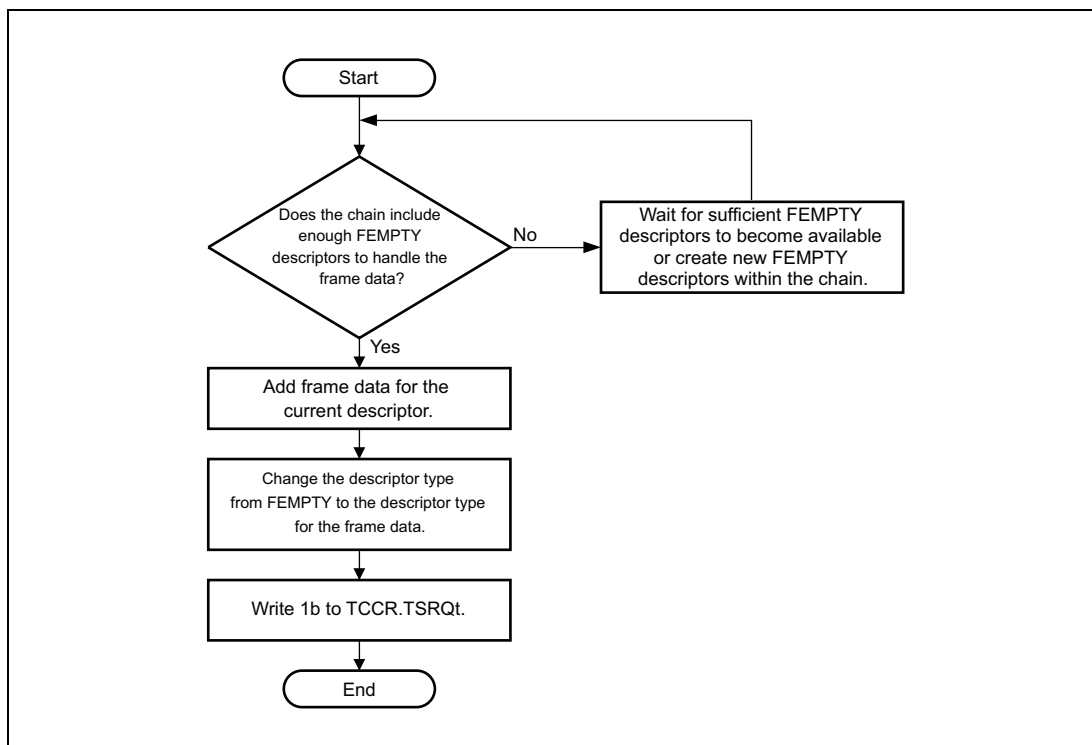 Start
Does the chain include
enough FEMPTY
descriptors to handle the
frame data?
No
Wait for sufficient FEMPTY
descriptors to become available
or create new FEMPTY
descriptors within the chain.
Yes
Add frame data for the
current descriptor.
Change the descriptor type
from FEMPTY to the descriptor type
for the frame data.
Write 1b to TCCR.TSRQt.
End